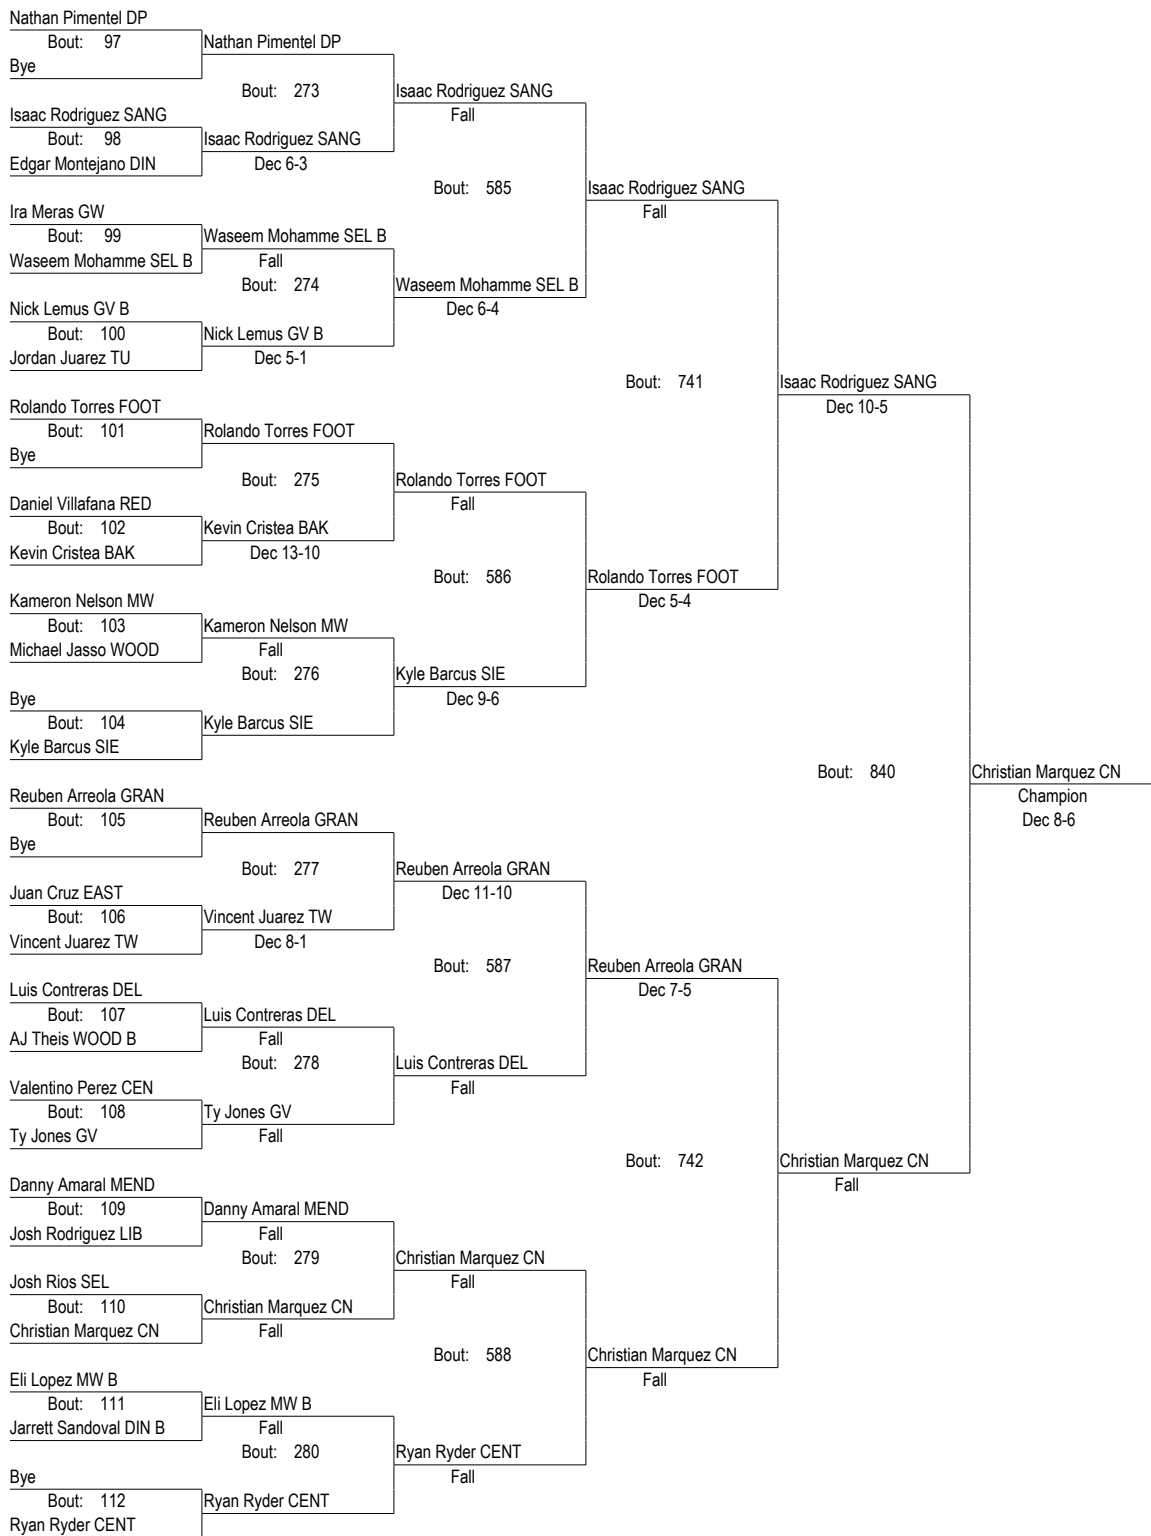 Nathan Pimentel DP
Bout: 97
Nathan Pimentel DP
Bye
Bout: 273
Isaac Rodriguez SANG
Isaac Rodriguez SANG
Fall
Bout: 98
Isaac Rodriguez SANG
Edgar Montejano DIN
Dec 6-3
Bout: 585
Isaac Rodriguez SANG
Ira Meras GW
Fall
Bout: 99
Waseem Mohamme SEL B
Waseem Mohamme SEL B
Fall
Bout: 274
Waseem Mohamme SEL B
Nick Lemus GV B
Dec 6-4
Bout: 100
Nick Lemus GV B
Jordan Juarez TU
Dec 5-1
Bout: 741
Isaac Rodriguez SANG
Rolando Torres FOOT
Dec 10-5
Bout: 101
Rolando Torres FOOT
Bye
Bout: 275
Rolando Torres FOOT
Daniel Villafana RED
Fall
Bout: 102
Kevin Cristea BAK
Kevin Cristea BAK
Dec 13-10
Bout: 586
Rolando Torres FOOT
Kameron Nelson MW
Dec 5-4
Bout: 103
Kameron Nelson MW
Michael Jasso WOOD
Fall
Bout: 276
Kyle Barcus SIE
Bye
Dec 9-6
Bout: 104
Kyle Barcus SIE
Kyle Barcus SIE
Bout: 840
Christian Marquez CN
Reuben Arreola GRAN
Champion
Bout: 105
Reuben Arreola GRAN
Dec 8-6
Bye
Bout: 277
Reuben Arreola GRAN
Juan Cruz EAST
Dec 11-10
Bout: 106
Vincent Juarez TW
Vincent Juarez TW
Dec 8-1
Bout: 587
Reuben Arreola GRAN
Luis Contreras DEL
Dec 7-5
Bout: 107
Luis Contreras DEL
AJ Theis WOOD B
Fall
Bout: 278
Luis Contreras DEL
Valentino Perez CEN
Fall
Bout: 108
Ty Jones GV
Ty Jones GV
Fall
Bout: 742
Christian Marquez CN
Danny Amaral MEND
Fall
Bout: 109
Danny Amaral MEND
Josh Rodriguez LIB
Fall
Bout: 279
Christian Marquez CN
Josh Rios SEL
Fall
Bout: 110
Christian Marquez CN
Christian Marquez CN
Fall
Bout: 588
Christian Marquez CN
Eli Lopez MW B
Fall
Bout: 111
Eli Lopez MW B
Jarrett Sandoval DIN B
Fall
Bout: 280
Ryan Ryder CENT
Bye
Fall
Bout: 112
Ryan Ryder CENT
Ryan Ryder CENT